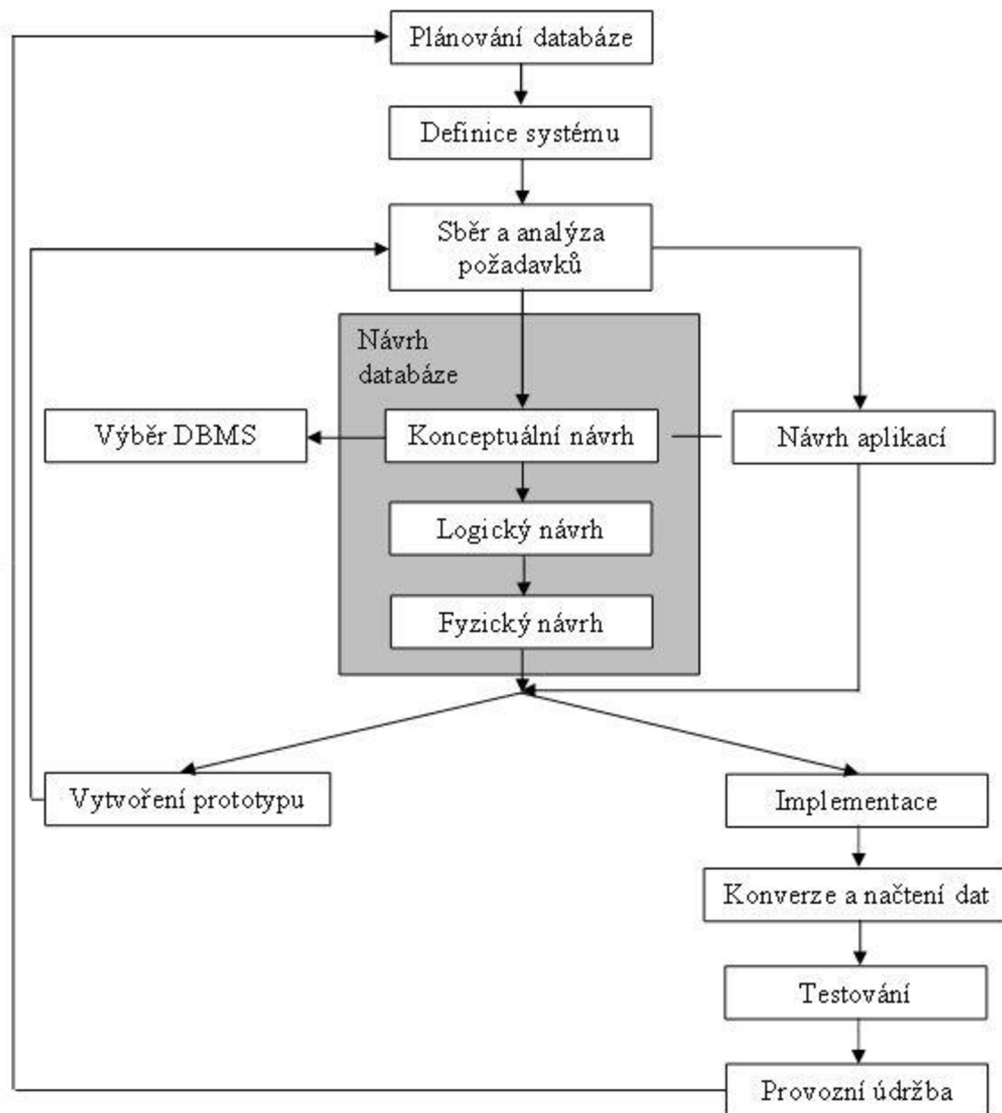 Plánování databáze
Definice systému
Sběr a analýza
požadavků
Návrh
databáze
Výběr DBMS
Konceptuální návrh
Návrh aplikací
Logický návrh
Fyzický návrh
Vytvoření prototypu
Implementace
Konverze a načtení dat
Testování
Provozní údržba